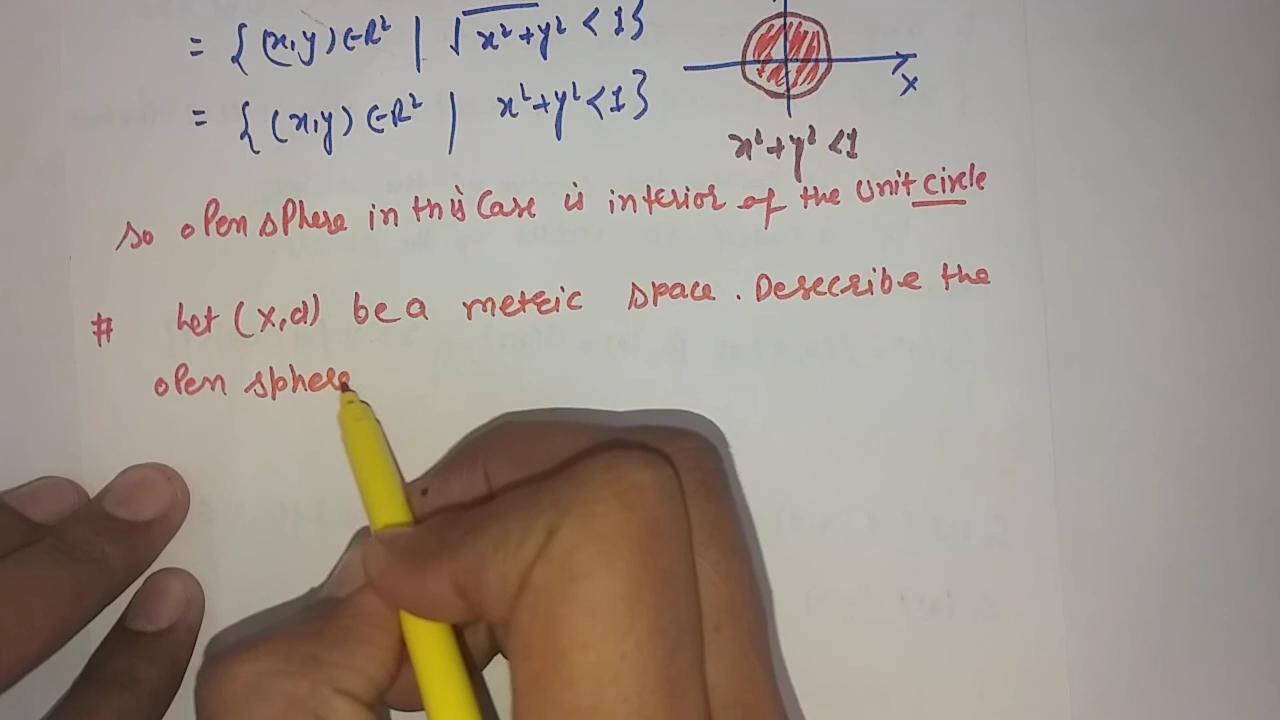 = { (x,y) ∈ R² | √x²+y² < 1}
= { (x,y) ∈ R² | x²+y² < 1}
x
x²+y² < 1
so open sphere in this case is interior of the unit circle
# Let (x,d) be a metric space. Desecribe the
open sphere